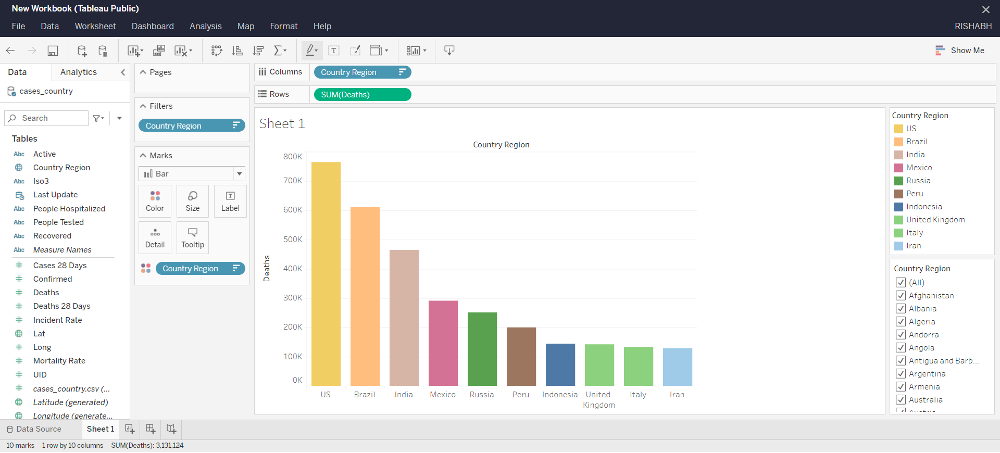 New Workbook (Tableau Public)
File Data Worksheet Dashboard Analysis Map Format Help
RISHABH
Show Me
Data Analytics
cases_country
Search
Tables
Abc Active
Country Region
Abc Iso3
Last Update
Abc People Hospitalized
Abc People Tested
Abc Recovered
Abc Measure Names
Cases 28 Days
Confirmed
Deaths
Deaths 28 Days
Incident Rate
Lat
Long
Mortality Rate
UID
cases_country.csv (...
Latitude (generated)
Longitude (generate...
Pages
Filters
Country Region
Marks
Bar
Color Size Label
Detail Tooltip
Country Region
Columns Country Region
Rows SUM(Deaths)
Sheet 1
Country Region
Deaths
800K
700K
600K
500K
400K
300K
200K
100K
0K
US Brazil India Mexico Russia Peru Indonesia United Kingdom Italy Iran
Country Region
US
Brazil
India
Mexico
Russia
Peru
Indonesia
United Kingdom
Italy
Iran
Country Region
(All)
Afghanistan
Albania
Algeria
Andorra
Angola
Antigua and Barb...
Argentina
Armenia
Australia
Austria
Data Source Sheet 1
10 marks 1 row by 10 columns SUM(Deaths): 3,131,124